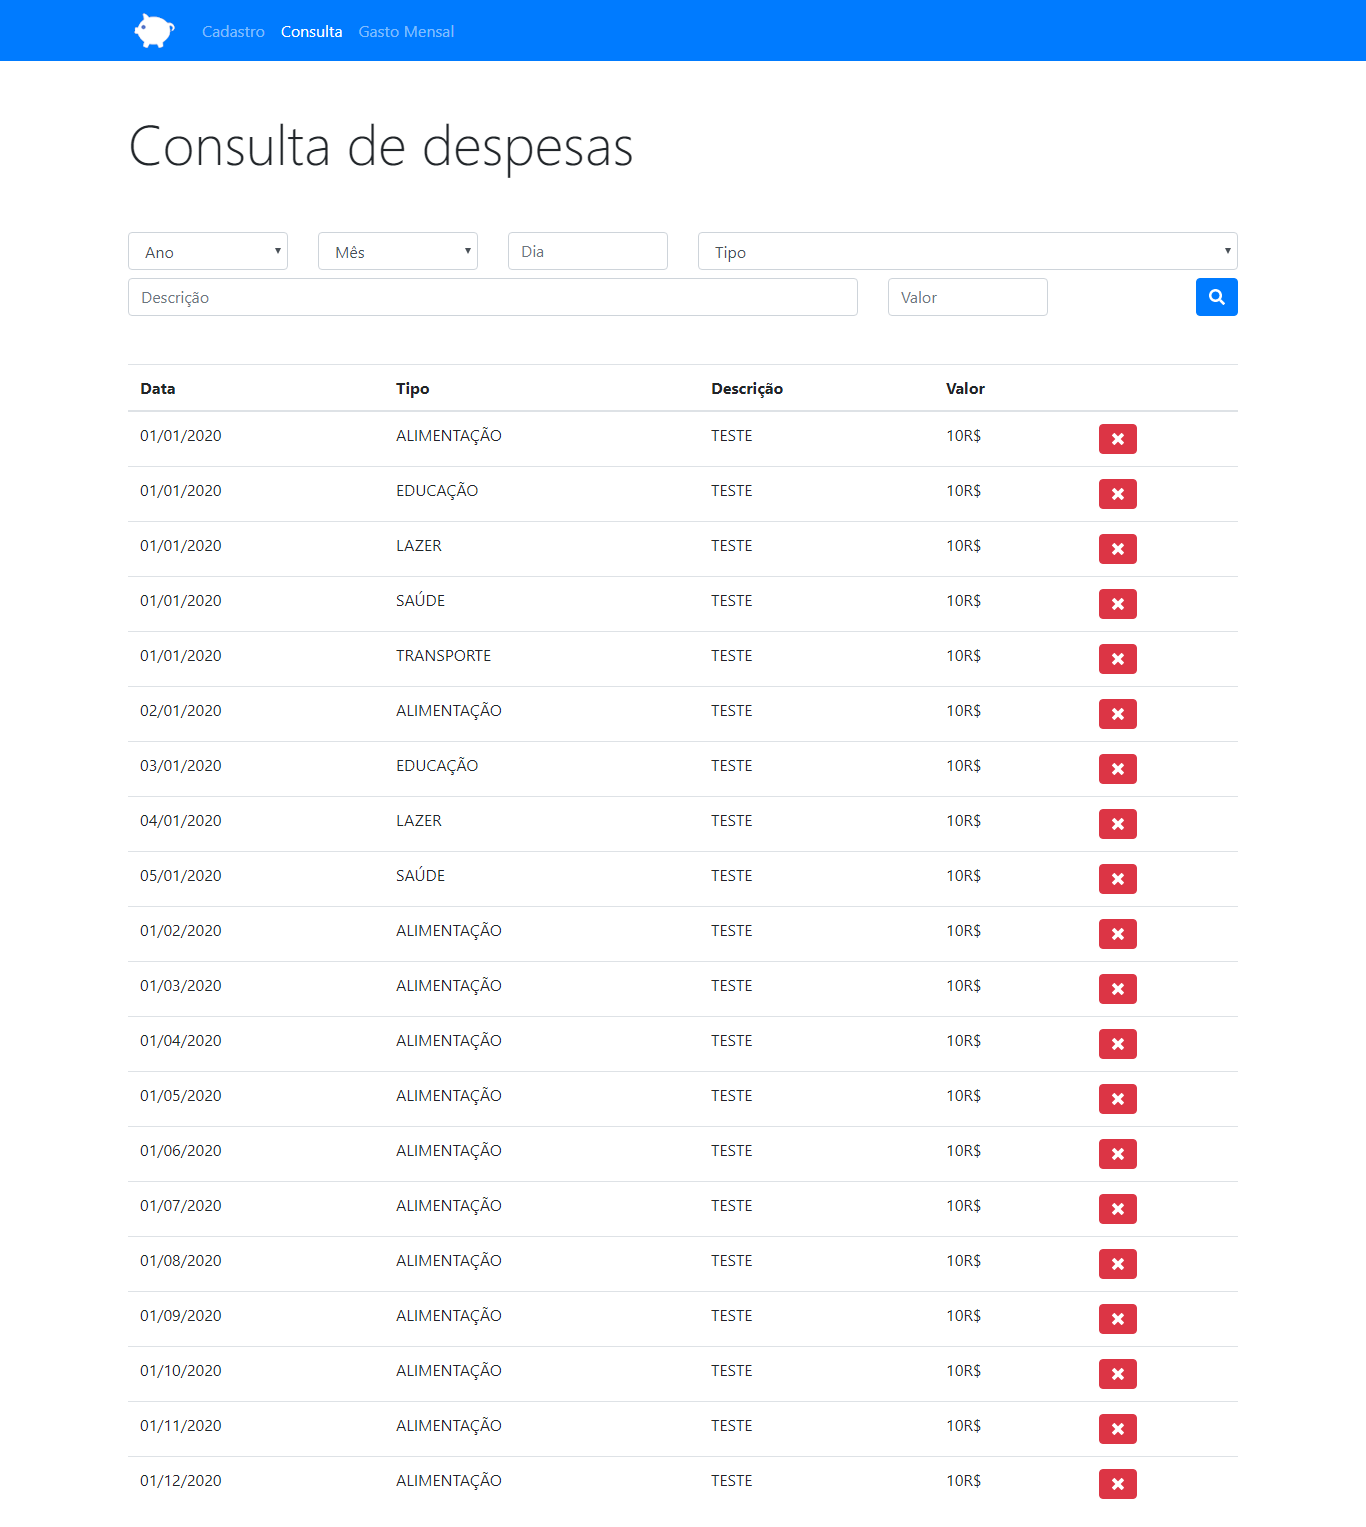 Cadastro Consulta Gasto Mensal
Consulta de despesas
Ano Mês Dia Tipo
Descrição Valor
Data Tipo Descrição Valor
01/01/2020 ALIMENTAÇÃO TESTE 10R$
01/01/2020 EDUCAÇÃO TESTE 10R$
01/01/2020 LAZER TESTE 10R$
01/01/2020 SAÚDE TESTE 10R$
01/01/2020 TRANSPORTE TESTE 10R$
02/01/2020 ALIMENTAÇÃO TESTE 10R$
03/01/2020 EDUCAÇÃO TESTE 10R$
04/01/2020 LAZER TESTE 10R$
05/01/2020 SAÚDE TESTE 10R$
01/02/2020 ALIMENTAÇÃO TESTE 10R$
01/03/2020 ALIMENTAÇÃO TESTE 10R$
01/04/2020 ALIMENTAÇÃO TESTE 10R$
01/05/2020 ALIMENTAÇÃO TESTE 10R$
01/06/2020 ALIMENTAÇÃO TESTE 10R$
01/07/2020 ALIMENTAÇÃO TESTE 10R$
01/08/2020 ALIMENTAÇÃO TESTE 10R$
01/09/2020 ALIMENTAÇÃO TESTE 10R$
01/10/2020 ALIMENTAÇÃO TESTE 10R$
01/11/2020 ALIMENTAÇÃO TESTE 10R$
01/12/2020 ALIMENTAÇÃO TESTE 10R$